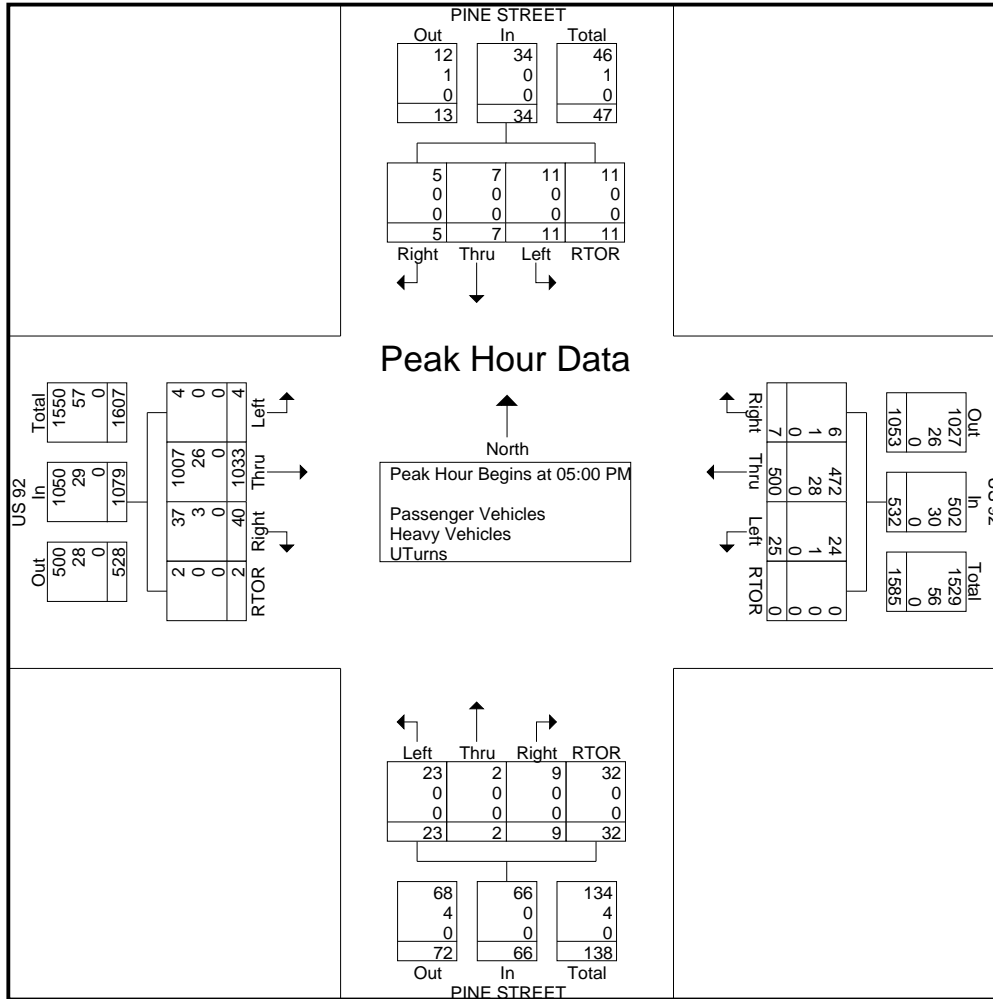 PINE STREET
Out In Total
12 34 46
1 0 1
0 0 0
13 34 47
5 7 11 11
0 0 0 0
0 0 0 0
5 7 11 11
Right Thru Left RTOR
Peak Hour Data
North
Peak Hour Begins at 05:00 PM
Passenger Vehicles
Heavy Vehicles
UTurns
US 92
Out In Total
500 1050 1550
28 29 57
0 0 0
528 1079 1607
2 37 1007 4
0 3 26 0
0 0 0 0
2 40 1033 4
RTOR Right Thru Left
US 92
Out In Total
1027 502 1529
26 30 56
0 0 0
1053 532 1585
6 472 24 0
1 28 1 0
0 0 0 0
7 500 25 0
Right Thru Left RTOR
Left Thru Right RTOR
23 2 9 32
0 0 0 0
0 0 0 0
23 2 9 32
68 66 134
4 0 4
0 0 0
72 66 138
Out In Total
PINE STREET